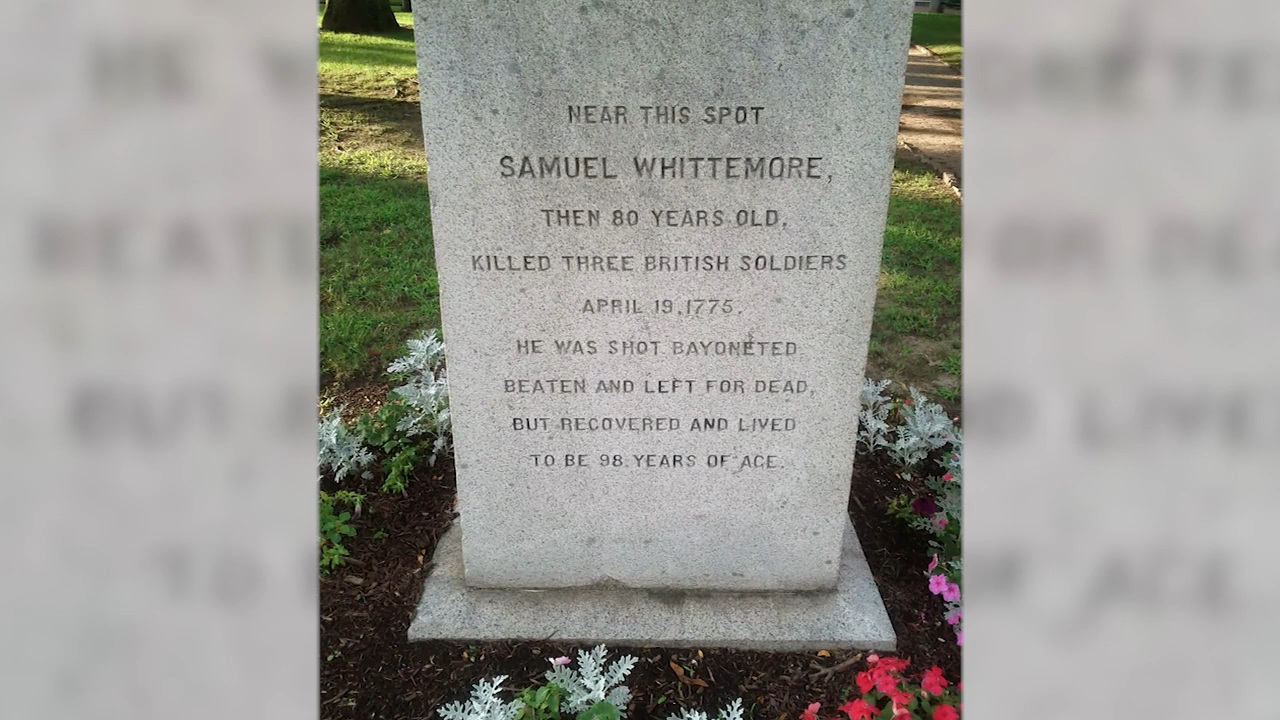 NEAR THIS SPOT
SAMUEL WHITTEMORE,
THEN 80 YEARS OLD,
KILLED THREE BRITISH SOLDIERS
APRIL 19, 1775.
HE WAS SHOT BAYONETED
BEATEN AND LEFT FOR DEAD,
BUT RECOVERED AND LIVED
TO BE 98 YEARS OF AGE.